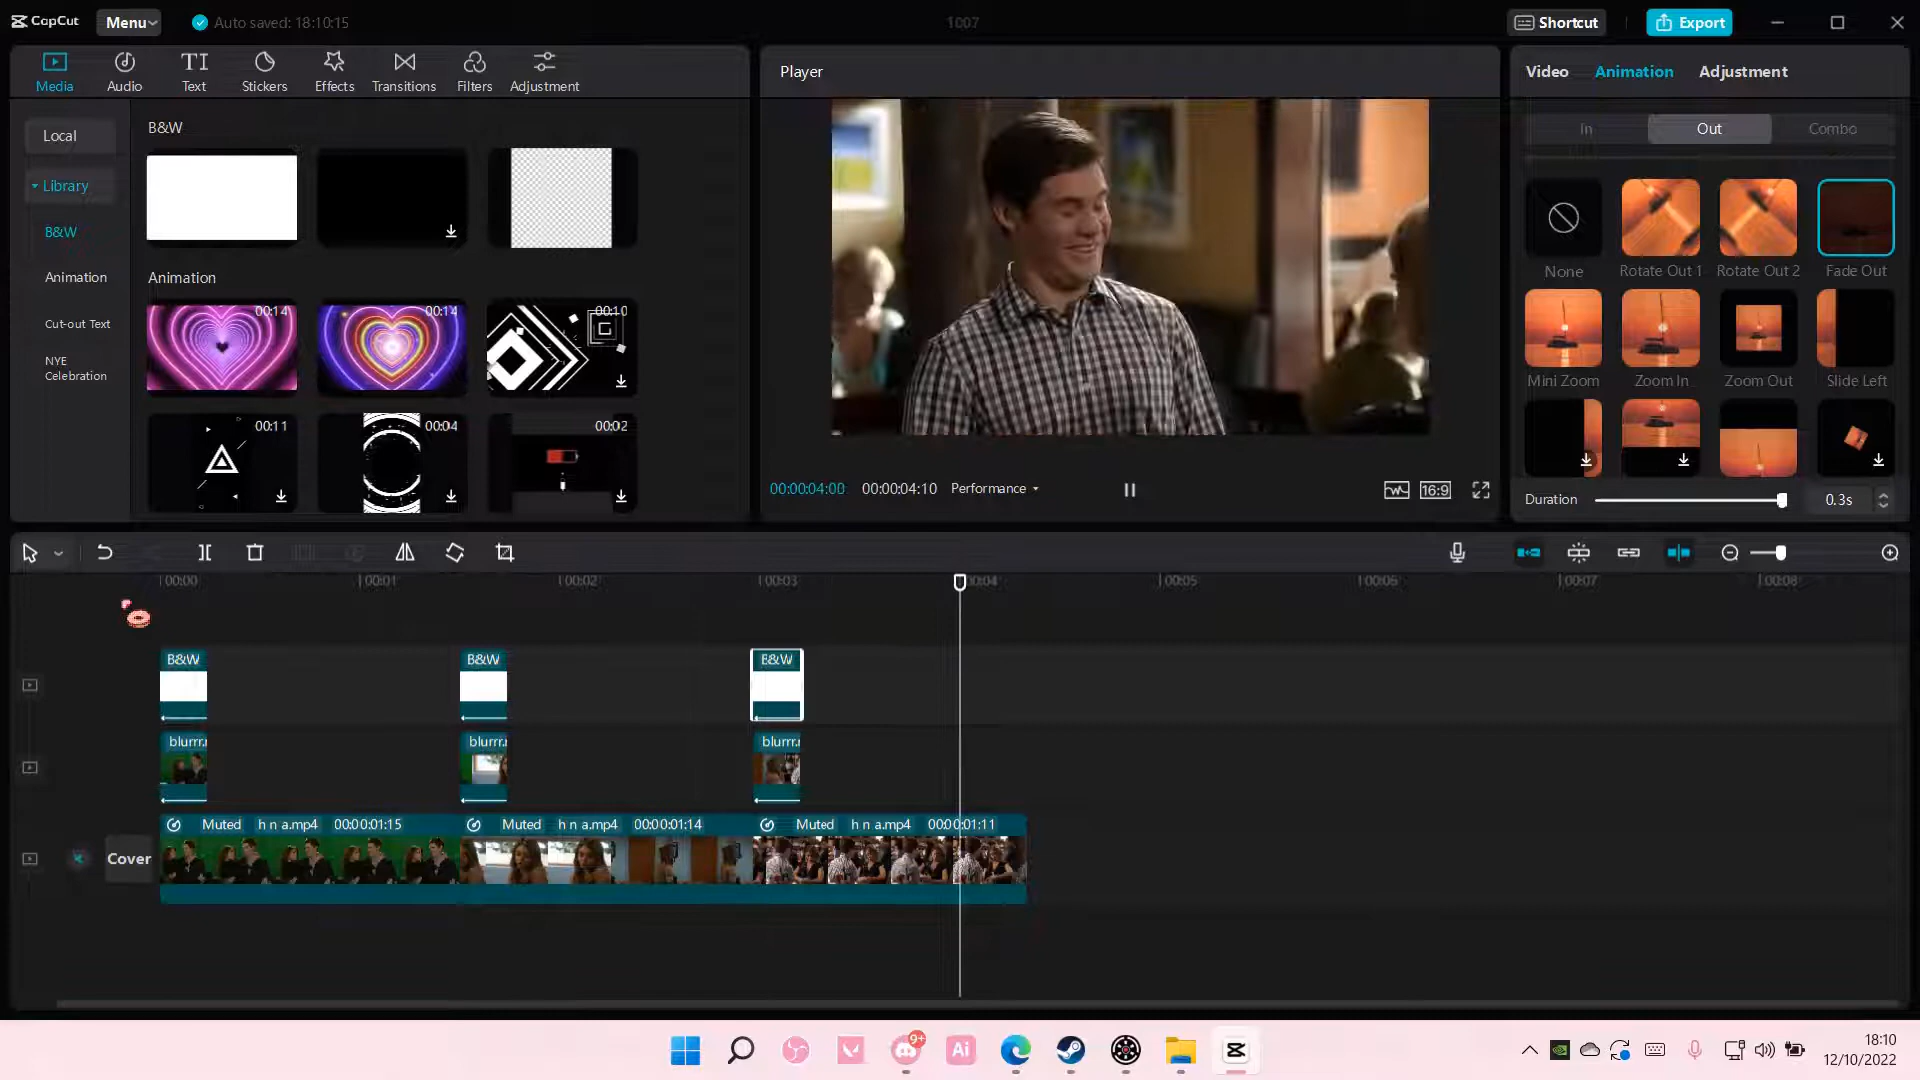 CapCut
Menu
Auto saved: 18:10:15
1007
Shortcut
Export
Media
Audio
Text
Stickers
Effects
Transitions
Filters
Adjustment
Player
Video
Animation
Adjustment
In
Out
Combo
Local
Library
B&W
Animation
Cut-out Text
NYE
Celebration
B&W
Animation
00:14
00:14
00:10
00:11
00:04
00:02
None
Rotate Out 1
Rotate Out 2
Fade Out
Mini Zoom
Zoom In
Zoom Out
Slide Left
00:00:04:00
00:00:04:10
Performance
16:9
Duration
0.3s
00:00
00:01
00:02
00:03
00:04
00:05
00:06
00:07
00:08
B&W
B&W
B&W
blurrr.
blurrr.
blurrr.
Muted h n a.mp4 00:00:01:15
Muted h n a.mp4 00:00:01:14
Muted h n a.mp4 00:00:01:11
Cover
9+
Ai
18:10
12/10/2022